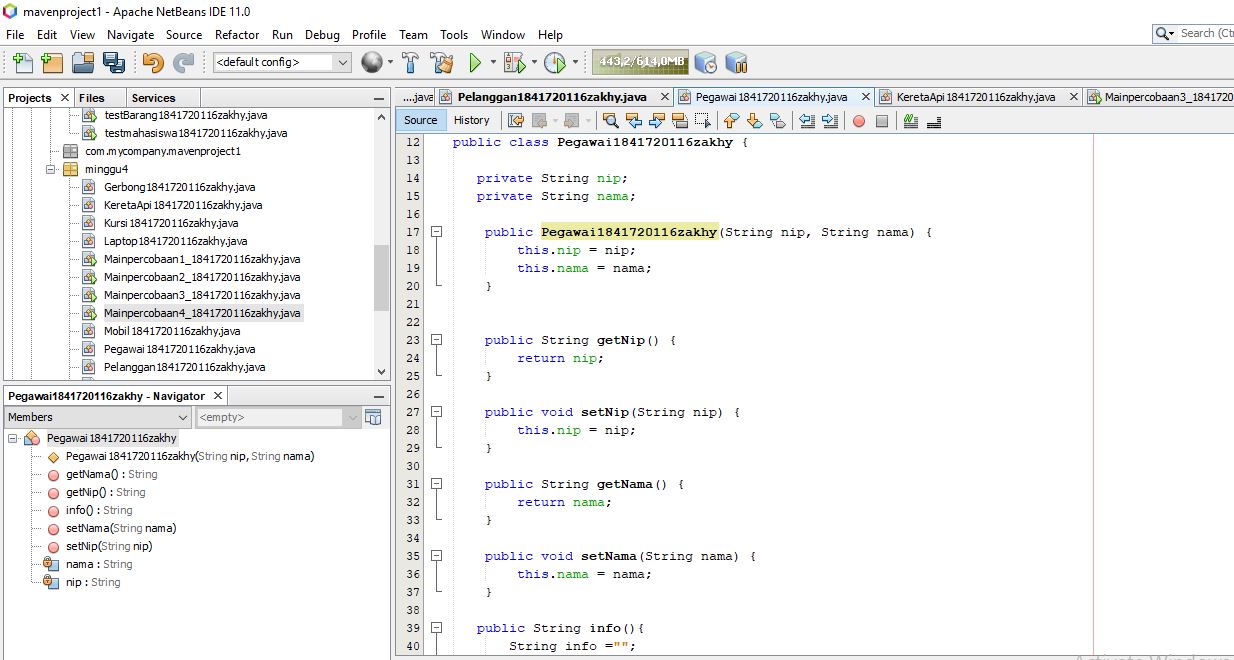 mavenproject1 - Apache NetBeans IDE 11.0
File Edit View Navigate Source Refactor Run Debug Profile Team Tools Window Help
Search (Ctr
<default config>
443,2/614,0MB
Projects Files Services
testBarang1841720116zakhy.java
testmahasiswa1841720116zakhy.java
com.mycompany.mavenproject1
minggu4
Gerbong1841720116zakhy.java
KeretaApi1841720116zakhy.java
Kursi1841720116zakhy.java
Laptop1841720116zakhy.java
Mainpercobaan1_1841720116zakhy.java
Mainpercobaan2_1841720116zakhy.java
Mainpercobaan3_1841720116zakhy.java
Mainpercobaan4_1841720116zakhy.java
Mobil1841720116zakhy.java
Pegawai1841720116zakhy.java
Pelanggan1841720116zakhy.java
Pegawai1841720116zakhy - Navigator
Members <empty>
Pegawai1841720116zakhy
Pegawai1841720116zakhy(String nip, String nama)
getNama() : String
getNip() : String
info() : String
setNama(String nama)
setNip(String nip)
nama : String
nip : String
....java Pelanggan1841720116zakhy.java Pegawai1841720116zakhy.java KeretaApi1841720116zakhy.java Mainpercobaan3_1841720
Source History
12 public class Pegawai1841720116zakhy {
13
14 private String nip;
15 private String nama;
16
17 public Pegawai1841720116zakhy(String nip, String nama) {
18 this.nip = nip;
19 this.nama = nama;
20 }
21
22
23 public String getNip() {
24 return nip;
25 }
26
27 public void setNip(String nip) {
28 this.nip = nip;
29 }
30
31 public String getNama() {
32 return nama;
33 }
34
35 public void setNama(String nama) {
36 this.nama = nama;
37 }
38
39 public String info(){
40 String info ="";